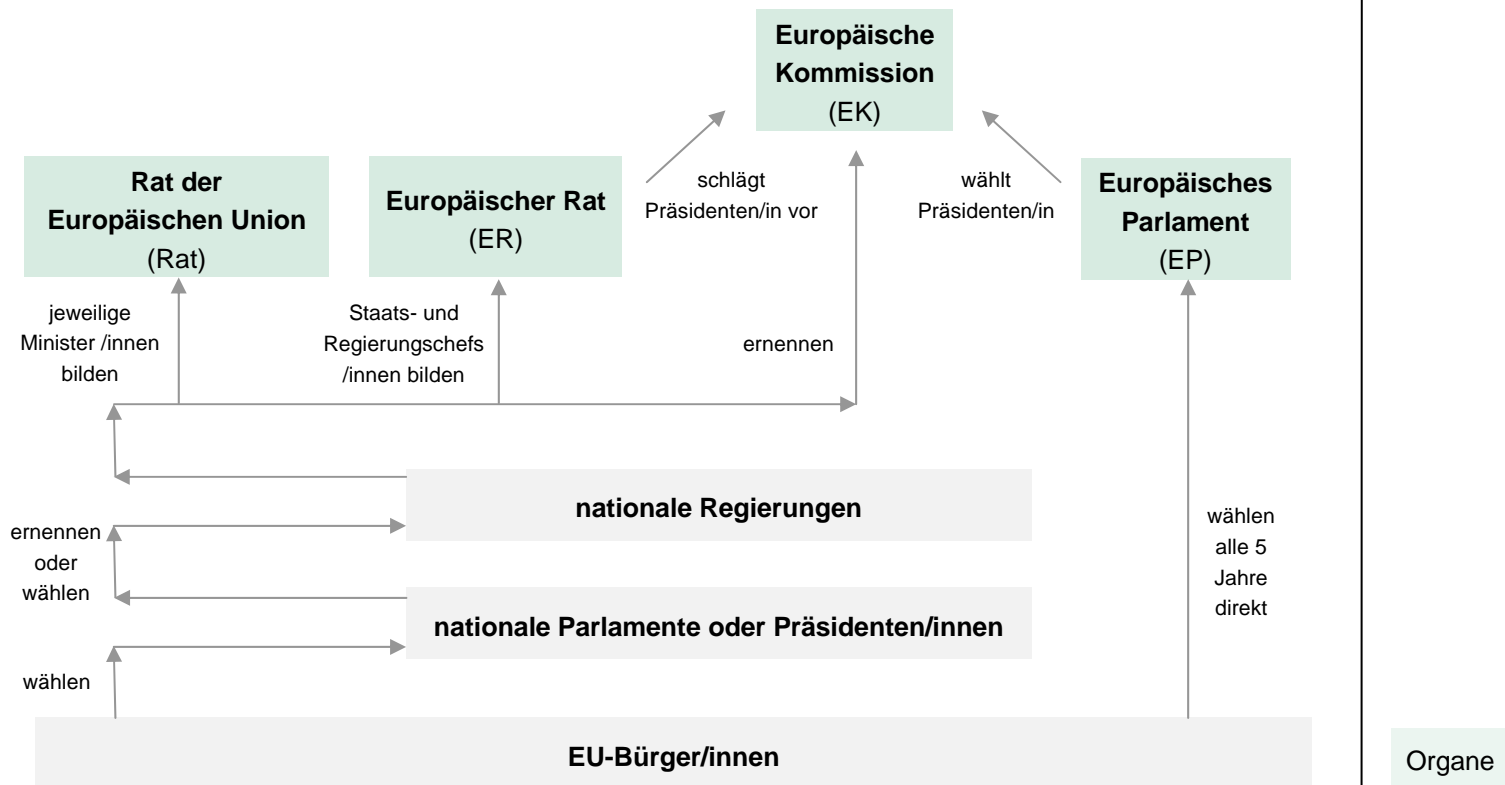 Europäische
Kommission
(EK)
Rat der
Europäischen Union
(Rat)
Europäischer Rat
(ER)
schlägt
Präsidenten/in vor
wählt
Präsidenten/in
Europäisches
Parlament
(EP)
jeweilige
Minister /innen
bilden
Staats- und
Regierungschefs
/innen bilden
ernennen
nationale Regierungen
ernennen
oder
wählen
wählen
alle 5
Jahre
direkt
nationale Parlamente oder Präsidenten/innen
wählen
EU-Bürger/innen
Organe